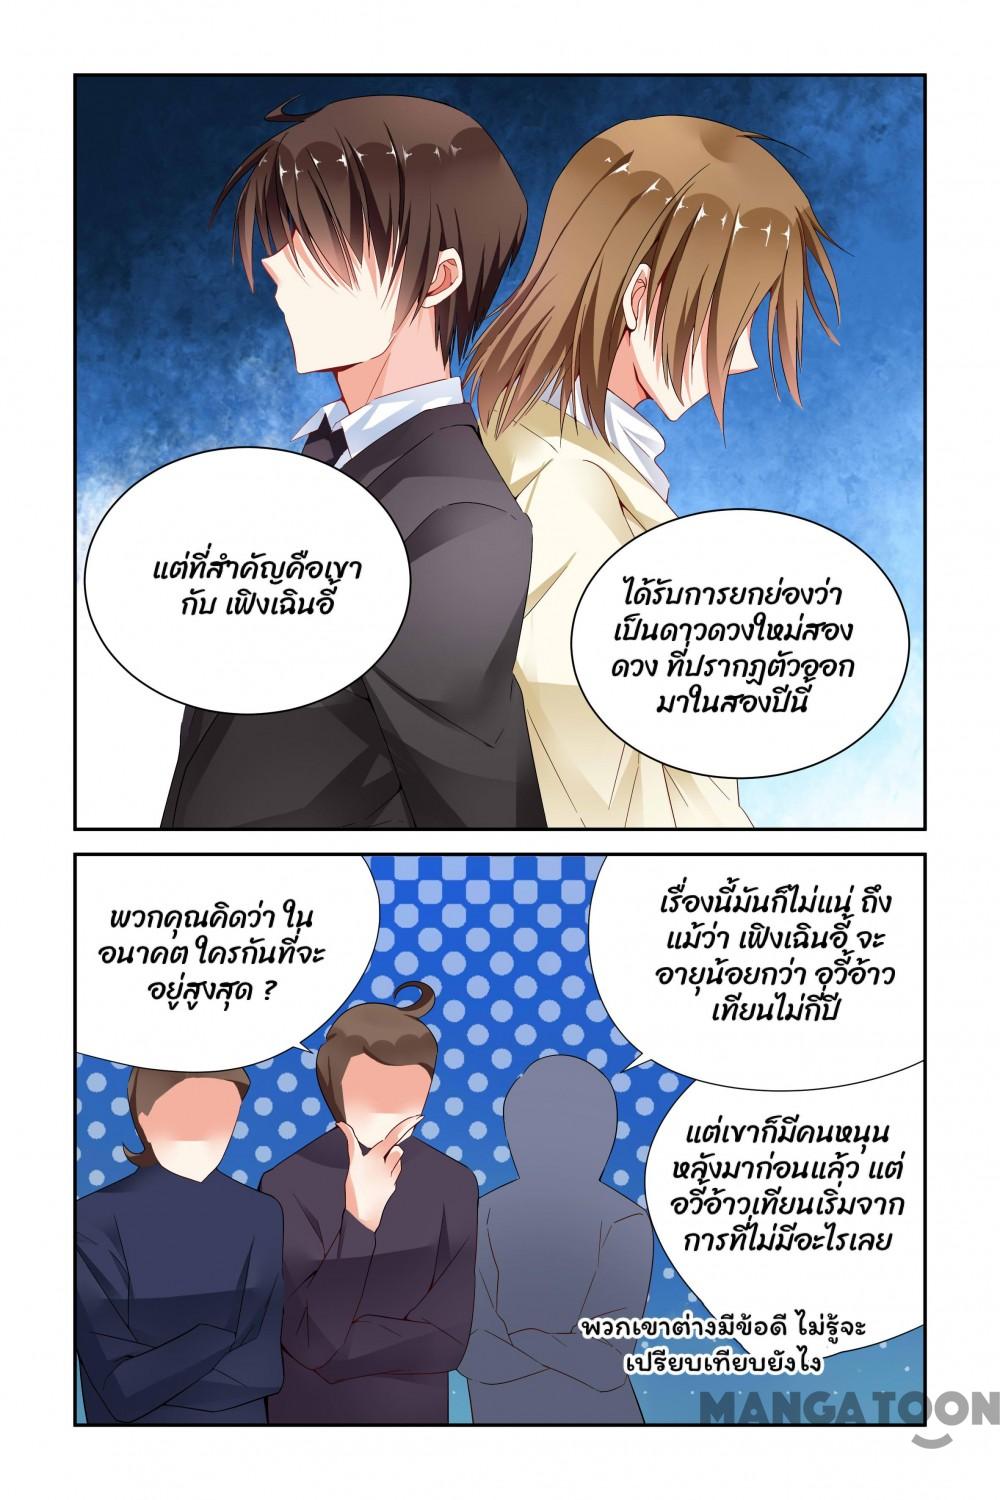 แต่ที่สำคัญคือเขา
กับ เฟิงเฉินอี้
ได้รับการยกย่องว่า
เป็นดาวดวงใหม่สอง
ดวง ที่ปรากฏตัวออก
มาในสองปีนี้
พวกคุณคิดว่า ใน
อนาคต ใครกันที่จะ
อยู่สูงสุด ?
เรื่องนี้มันก็ไม่แน่ ถึง
แม้ว่า เฟิงเฉินอี้ จะ
อายุน้อยกว่า อวี้อ้าว
เทียนไม่กี่ปี
แต่เขาก็มีคนหนุน
หลังมาก่อนแล้ว แต่
อวี้อ้าวเทียนเริ่มจาก
การที่ไม่มีอะไรเลย
พวกเขาต่างมีข้อดี ไม่รู้จะ
เปรียบเทียบยังไง
MANGATOON